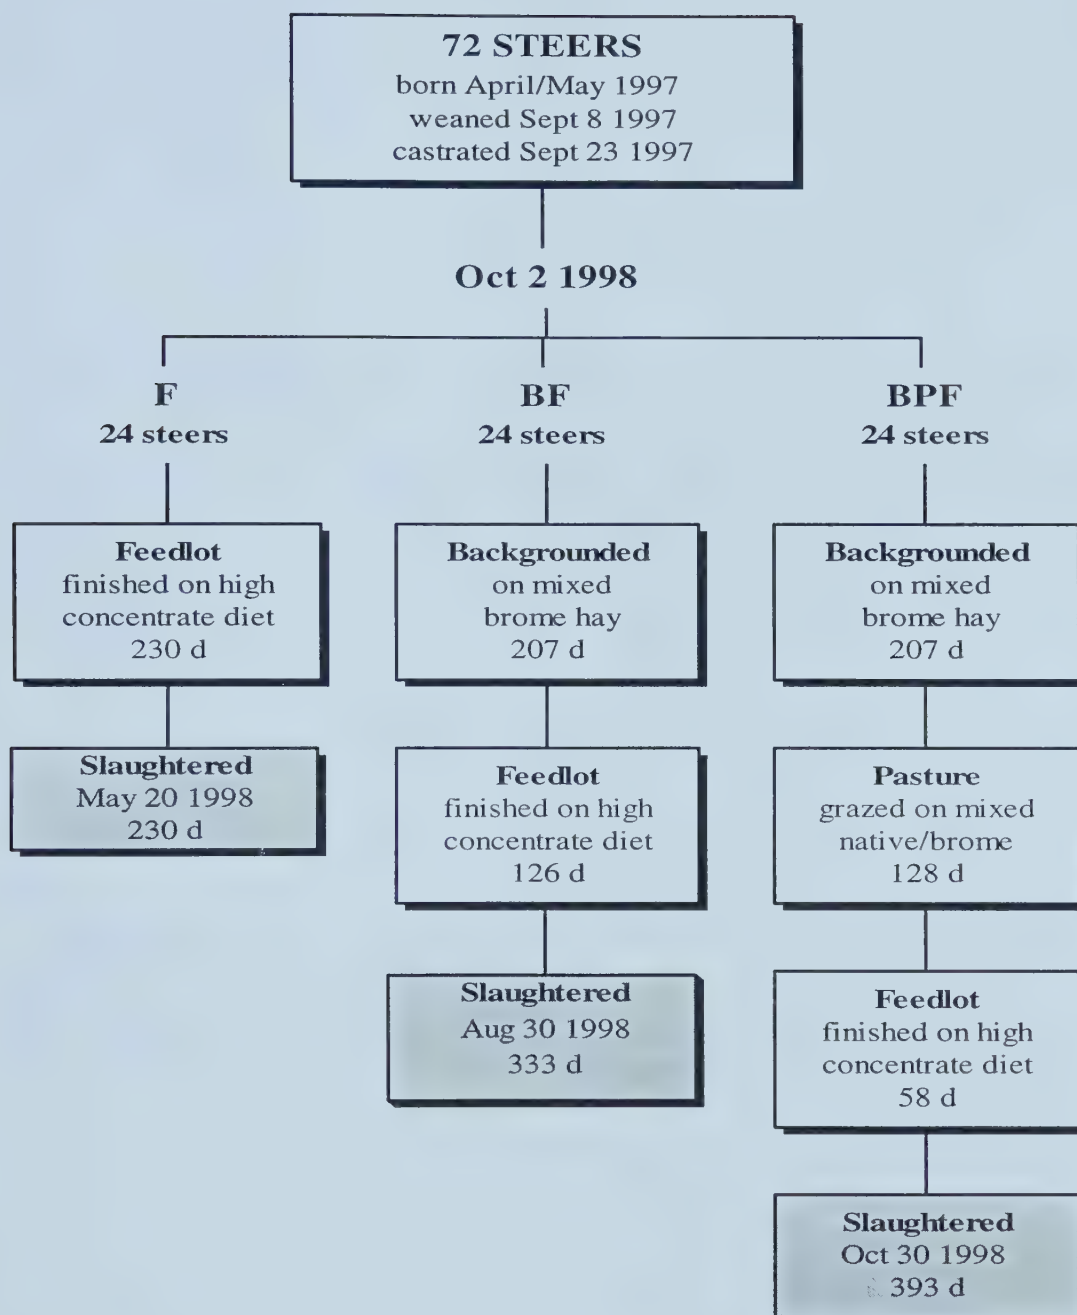 72 STEERS
born April/May 1997
weaned Sept 8 1997
castrated Sept 23 1997
Oct 2 1998
F
24 steers
BF
24 steers
BPF
24 steers
Feedlot
finished on high
concentrate diet
230 d
Backgrounded
on mixed
brome hay
207 d
Backgrounded
on mixed
brome hay
207 d
Slaughtered
May 20 1998
230 d
Feedlot
finished on high
concentrate diet
126 d
Pasture
grazed on mixed
native/brome
128 d
Slaughtered
Aug 30 1998
333 d
Feedlot
finished on high
concentrate diet
58 d
Slaughtered
Oct 30 1998
393 d